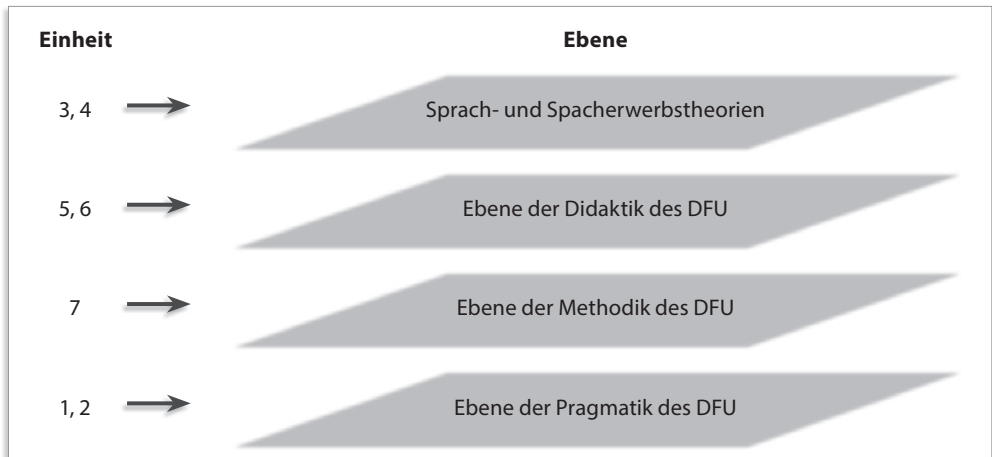 Einheit Ebene
3, 4 Sprach- und Spacherwerbstheorien
5, 6 Ebene der Didaktik des DFU
7 Ebene der Methodik des DFU
1, 2 Ebene der Pragmatik des DFU